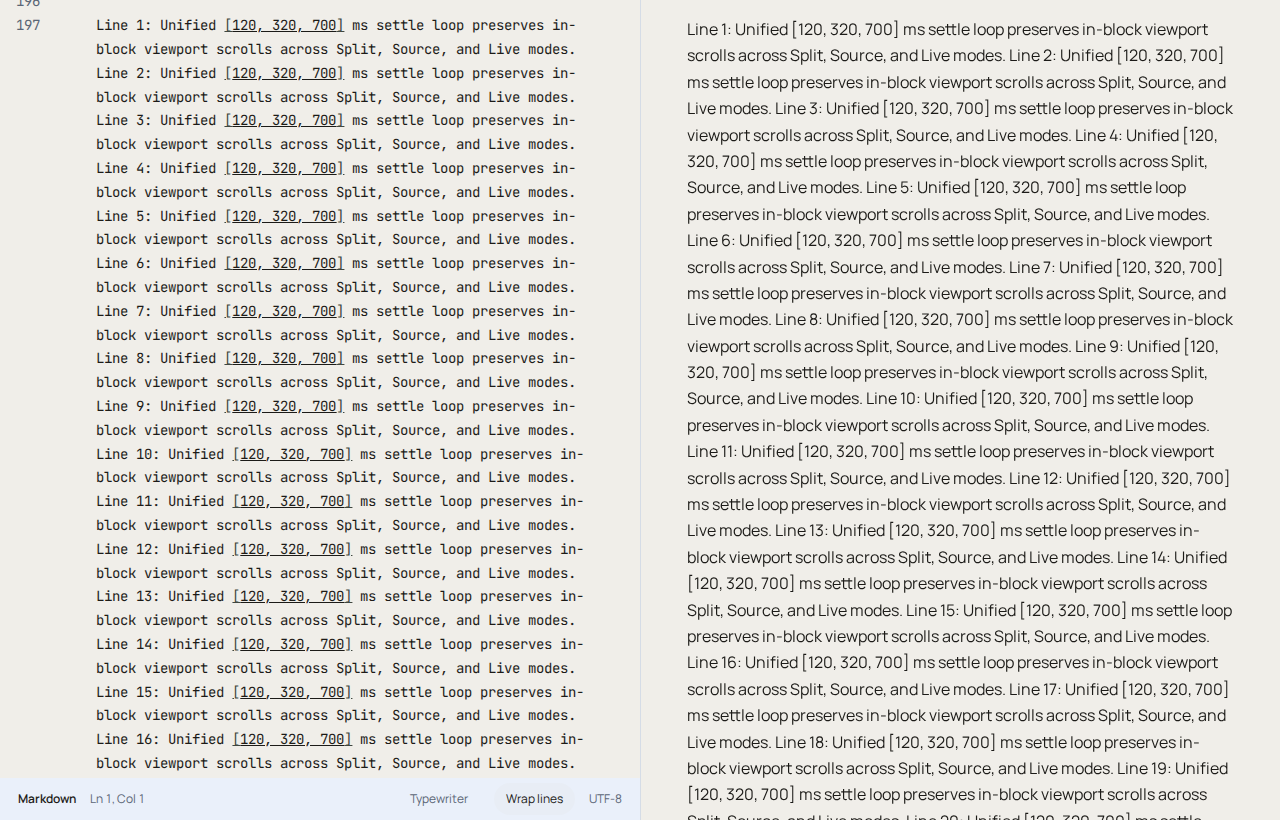 196
197
Line 1: Unified [120, 320, 700] ms settle loop preserves in-
block viewport scrolls across Split, Source, and Live modes.
Line 2: Unified [120, 320, 700] ms settle loop preserves in-
block viewport scrolls across Split, Source, and Live modes.
Line 3: Unified [120, 320, 700] ms settle loop preserves in-
block viewport scrolls across Split, Source, and Live modes.
Line 4: Unified [120, 320, 700] ms settle loop preserves in-
block viewport scrolls across Split, Source, and Live modes.
Line 5: Unified [120, 320, 700] ms settle loop preserves in-
block viewport scrolls across Split, Source, and Live modes.
Line 6: Unified [120, 320, 700] ms settle loop preserves in-
block viewport scrolls across Split, Source, and Live modes.
Line 7: Unified [120, 320, 700] ms settle loop preserves in-
block viewport scrolls across Split, Source, and Live modes.
Line 8: Unified [120, 320, 700] ms settle loop preserves in-
block viewport scrolls across Split, Source, and Live modes.
Line 9: Unified [120, 320, 700] ms settle loop preserves in-
block viewport scrolls across Split, Source, and Live modes.
Line 10: Unified [120, 320, 700] ms settle loop preserves in-
block viewport scrolls across Split, Source, and Live modes.
Line 11: Unified [120, 320, 700] ms settle loop preserves in-
block viewport scrolls across Split, Source, and Live modes.
Line 12: Unified [120, 320, 700] ms settle loop preserves in-
block viewport scrolls across Split, Source, and Live modes.
Line 13: Unified [120, 320, 700] ms settle loop preserves in-
block viewport scrolls across Split, Source, and Live modes.
Line 14: Unified [120, 320, 700] ms settle loop preserves in-
block viewport scrolls across Split, Source, and Live modes.
Line 15: Unified [120, 320, 700] ms settle loop preserves in-
block viewport scrolls across Split, Source, and Live modes.
Line 16: Unified [120, 320, 700] ms settle loop preserves in-
block viewport scrolls across Split, Source, and Live modes.
Markdown Ln 1, Col 1 Typewriter Wrap lines UTF-8
Line 1: Unified [120, 320, 700] ms settle loop preserves in-block viewport
scrolls across Split, Source, and Live modes. Line 2: Unified [120, 320, 700]
ms settle loop preserves in-block viewport scrolls across Split, Source, and
Live modes. Line 3: Unified [120, 320, 700] ms settle loop preserves in-block
viewport scrolls across Split, Source, and Live modes. Line 4: Unified [120,
320, 700] ms settle loop preserves in-block viewport scrolls across Split,
Source, and Live modes. Line 5: Unified [120, 320, 700] ms settle loop
preserves in-block viewport scrolls across Split, Source, and Live modes.
Line 6: Unified [120, 320, 700] ms settle loop preserves in-block viewport
scrolls across Split, Source, and Live modes. Line 7: Unified [120, 320, 700]
ms settle loop preserves in-block viewport scrolls across Split, Source, and
Live modes. Line 8: Unified [120, 320, 700] ms settle loop preserves in-block
viewport scrolls across Split, Source, and Live modes. Line 9: Unified [120,
320, 700] ms settle loop preserves in-block viewport scrolls across Split,
Source, and Live modes. Line 10: Unified [120, 320, 700] ms settle loop
preserves in-block viewport scrolls across Split, Source, and Live modes.
Line 11: Unified [120, 320, 700] ms settle loop preserves in-block viewport
scrolls across Split, Source, and Live modes. Line 12: Unified [120, 320, 700]
ms settle loop preserves in-block viewport scrolls across Split, Source, and
Live modes. Line 13: Unified [120, 320, 700] ms settle loop preserves in-
block viewport scrolls across Split, Source, and Live modes. Line 14: Unified
[120, 320, 700] ms settle loop preserves in-block viewport scrolls across
Split, Source, and Live modes. Line 15: Unified [120, 320, 700] ms settle loop
preserves in-block viewport scrolls across Split, Source, and Live modes.
Line 16: Unified [120, 320, 700] ms settle loop preserves in-block viewport
scrolls across Split, Source, and Live modes. Line 17: Unified [120, 320, 700]
ms settle loop preserves in-block viewport scrolls across Split, Source, and
Live modes. Line 18: Unified [120, 320, 700] ms settle loop preserves in-
block viewport scrolls across Split, Source, and Live modes. Line 19: Unified
[120, 320, 700] ms settle loop preserves in-block viewport scrolls across
Split, Source, and Live modes. Line 20: Unified [120, 320, 700] ms settle